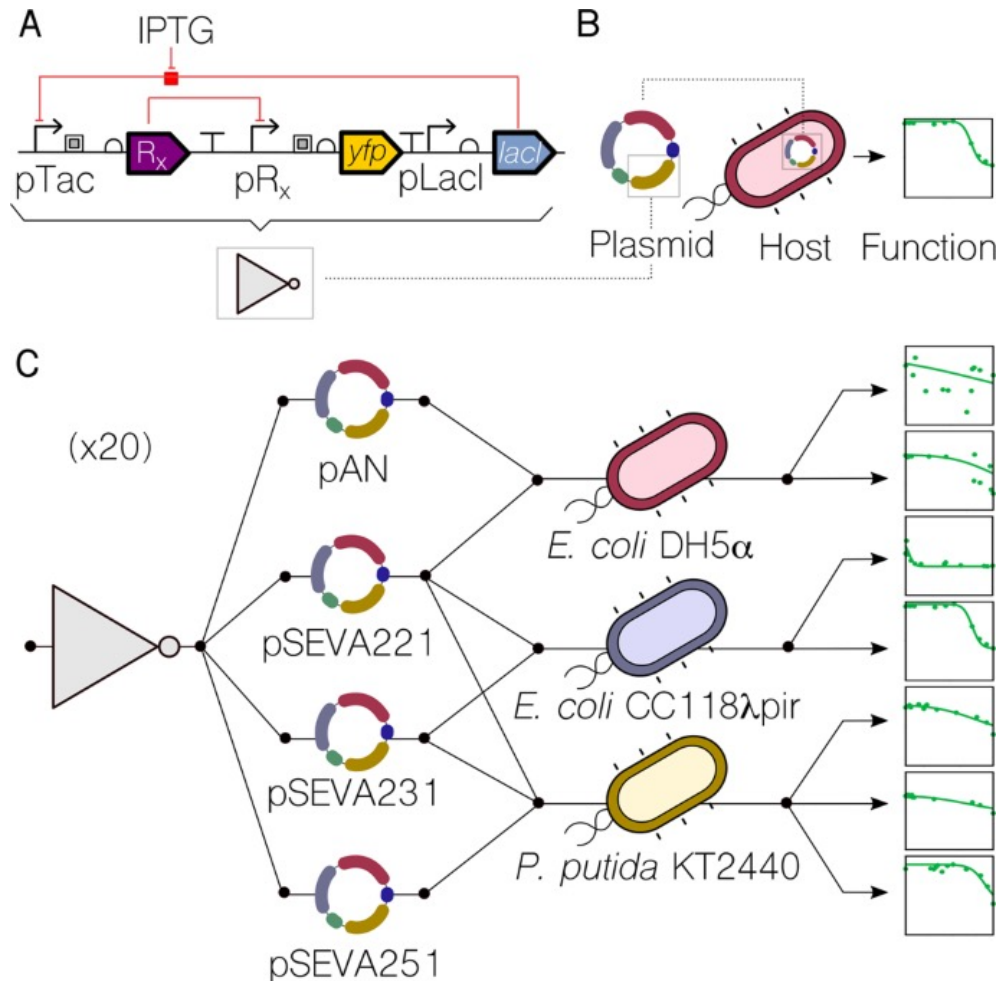 A
IPTG
Rₓ
yfp
lacI
pTac
pRₓ
pLacI
B
Plasmid
Host
Function
C
(x20)
pAN
pSEVA221
pSEVA231
pSEVA251
E. coli DH5α
E. coli CC118λpir
P. putida KT2440